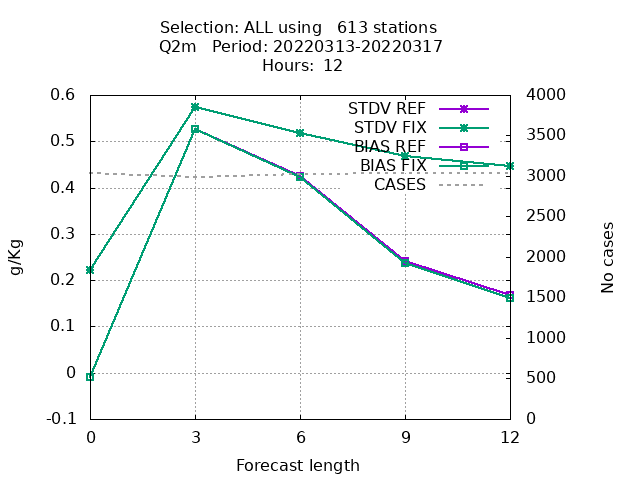 Selection: ALL using   613 stations
Q2m   Period: 20220313-20220317
Hours:  12
0.6
0.5
0.4
0.3
0.2
0.1
0
-0.1
g/Kg
STDV REF
STDV FIX
BIAS REF
BIAS FIX
CASES
4000
3500
3000
2500
2000
1500
1000
500
0
No cases
0
3
6
9
12
Forecast length